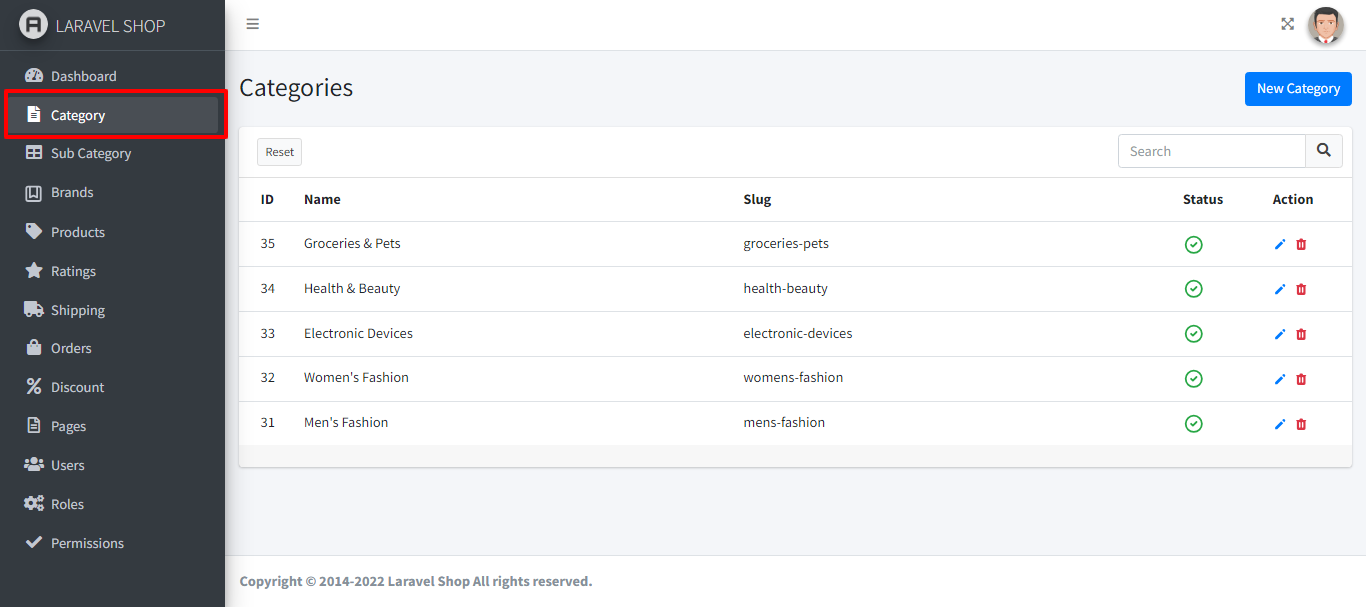 LARAVEL SHOP
Dashboard
Category
Sub Category
Brands
Products
Ratings
Shipping
Orders
Discount
Pages
Users
Roles
Permissions
Categories
New Category
Reset
Search
ID Name Slug Status Action
35 Groceries & Pets groceries-pets
34 Health & Beauty health-beauty
33 Electronic Devices electronic-devices
32 Women's Fashion womens-fashion
31 Men's Fashion mens-fashion
Copyright © 2014-2022 Laravel Shop All rights reserved.